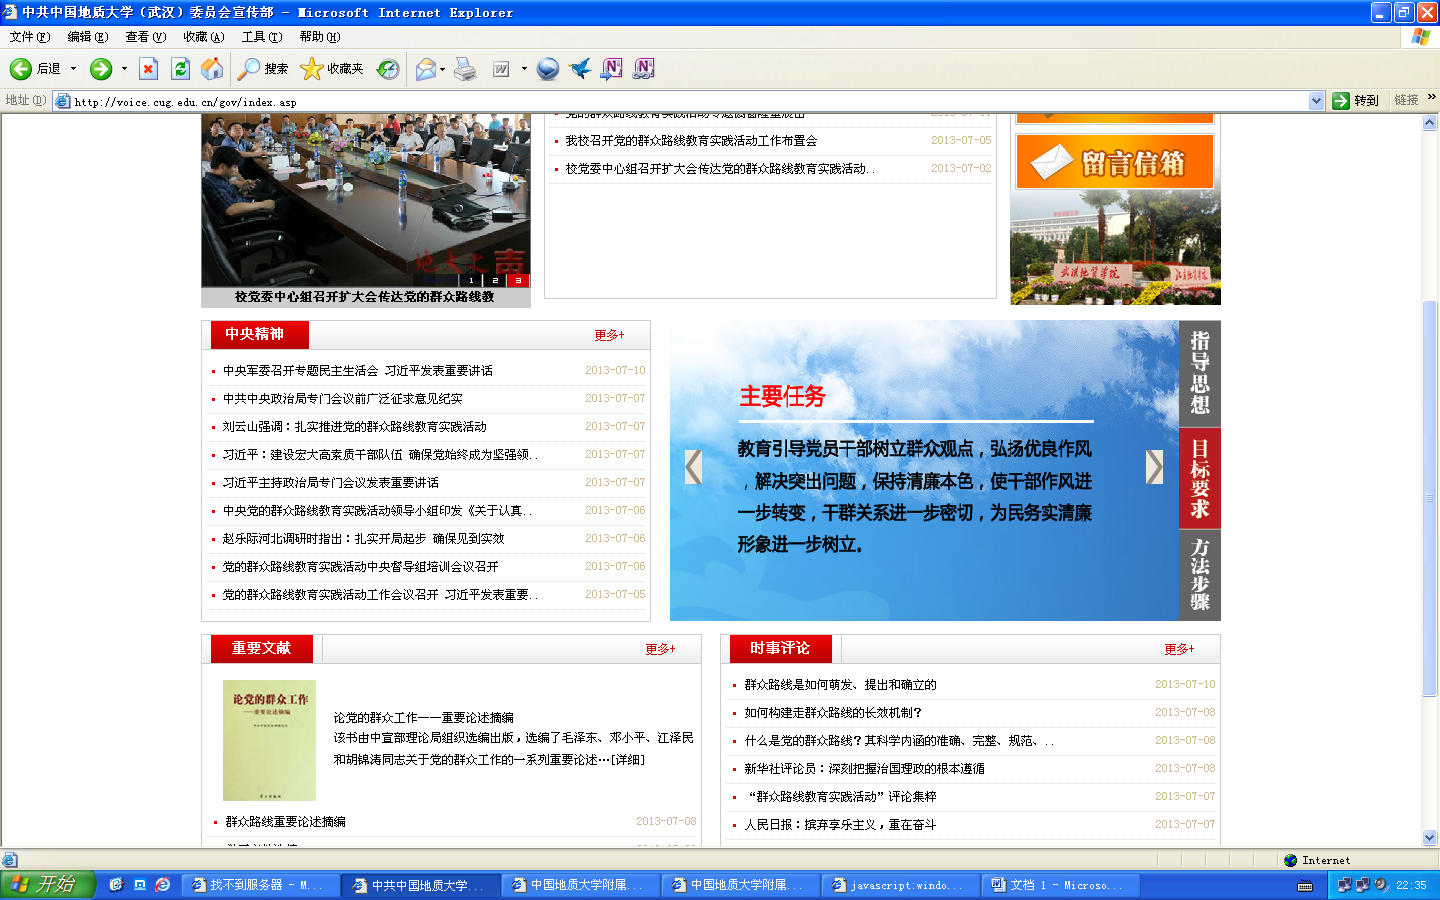 中共中国地质大学（武汉）委员会宣传部 - Microsoft Internet Explorer
文件(F) 编辑(E) 查看(V) 收藏(A) 工具(T) 帮助(H)
后退 搜索 收藏夹
地址(D) http://voice.cug.edu.cn/gov/index.asp 转到 链接 »
我校召开党的群众路线教育实践活动工作布置会 2013-07-05
校党委中心组召开扩大会传达党的群众路线教育实践活动.. 2013-07-02
留言信箱
1 2 3
校党委中心组召开扩大会传达党的群众路线教
中央精神 更多+
中央军委召开专题民主生活会 习近平发表重要讲话 2013-07-10
中共中央政治局专门会议前广泛征求意见纪实 2013-07-07
刘云山强调：扎实推进党的群众路线教育实践活动 2013-07-07
习近平：建设宏大高素质干部队伍 确保党始终成为坚强领.. 2013-07-07
习近平主持政治局专门会议发表重要讲话 2013-07-07
中央党的群众路线教育实践活动领导小组印发《关于认真.. 2013-07-06
赵乐际河北调研时指出：扎实开局起步 确保见到实效 2013-07-06
党的群众路线教育实践活动中央督导组培训会议召开 2013-07-06
党的群众路线教育实践活动工作会议召开 习近平发表重要.. 2013-07-05
主要任务
教育引导党员干部树立群众观点，弘扬优良作风
，解决突出问题，保持清廉本色，使干部作风进
一步转变，干群关系进一步密切，为民务实清廉
形象进一步树立。
指导思想
目标要求
方法步骤
重要文献 更多+
论党的群众工作
——重要论述摘编
论党的群众工作——重要论述摘编
该书由中宣部理论局组织选编出版，选编了毛泽东、邓小平、江泽民
和胡锦涛同志关于党的群众工作的一系列重要论述…[详细]
群众路线重要论述摘编 2013-07-08
时事评论 更多+
群众路线是如何萌发、提出和确立的 2013-07-10
如何构建走群众路线的长效机制？ 2013-07-08
什么是党的群众路线？其科学内涵的准确、完整、规范、.. 2013-07-08
新华社评论员：深刻把握治国理政的根本遵循 2013-07-08
“群众路线教育实践活动”评论集粹 2013-07-07
人民日报：摈弃享乐主义，重在奋斗 2013-07-07
Internet
开始 找不到服务器 - M... 中共中国地质大学... 中国地质大学附属... 中国地质大学附属... javascript:windo... 文档 1 - Microso... 22:35